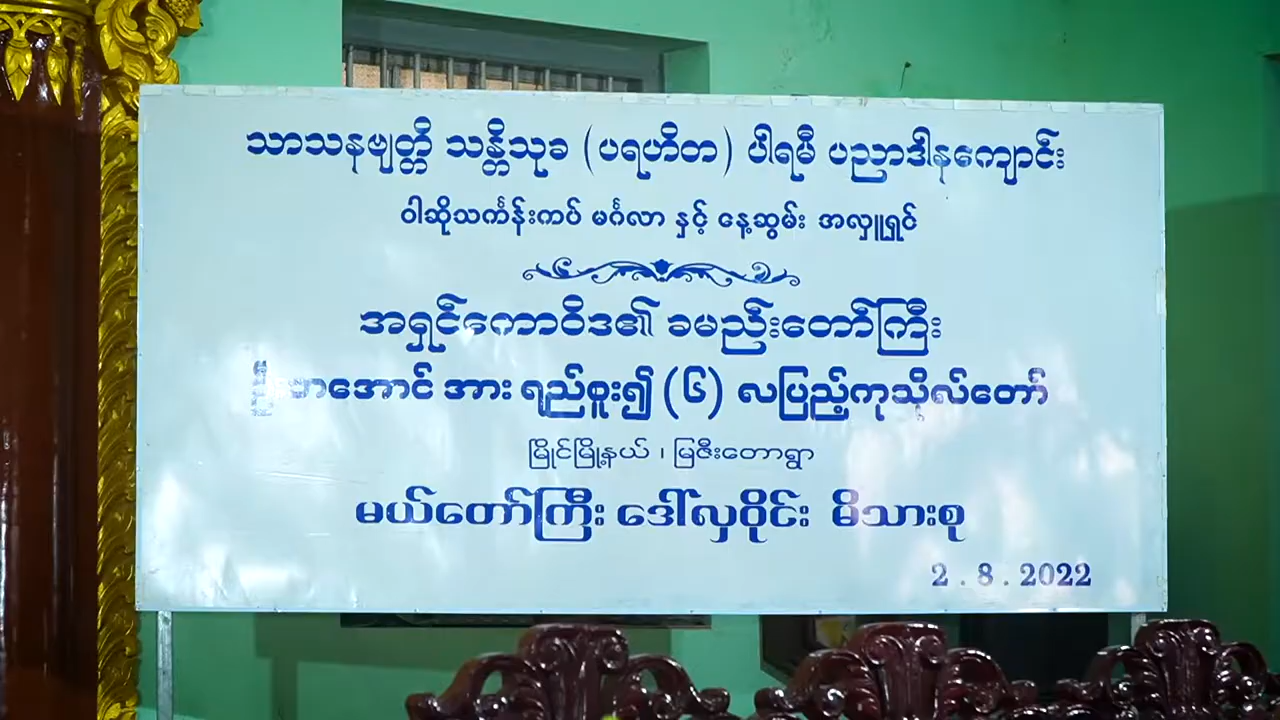 သာသနဗျတ္တိ သန္တိသုခ (ပရဟိတ) ပါရမီ ပညာဒါနကျောင်း
ဝါဆိုသင်္ကန်းကပ် မင်္ဂလာ နှင့် နေ့ဆွမ်း အလှူရှင်
အရှင်ကောဝိဒ၏ ခမည်းတော်ကြီး
အား ရည်စူး၍ (၆) လပြည့်ကုသိုလ်တော်
မြိုင်မြို့နယ် ၊ မြဇီးတောရွာ
မယ်တော်ကြီး ဒေါ်လှဝိုင်း မိသားစု
2 . 8 . 2022